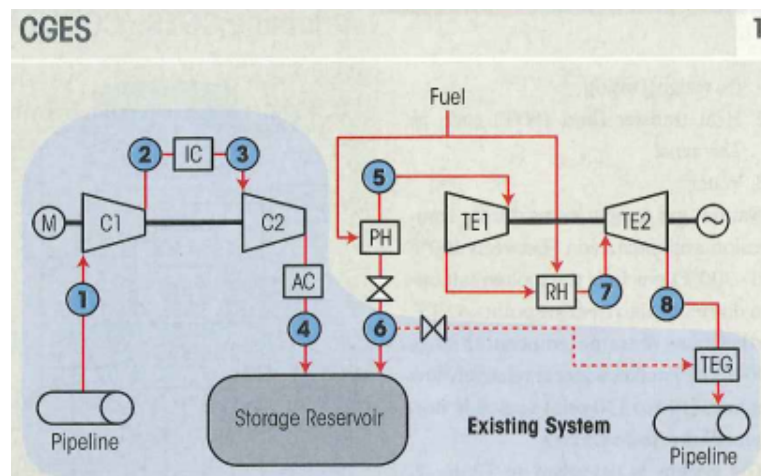 CGES
Fuel
2
IC
3
5
M
C1
C2
TE1
TE2
PH
1
AC
RH
7
8
4
6
TEG
Storage Reservoir
Existing System
Pipeline
Pipeline